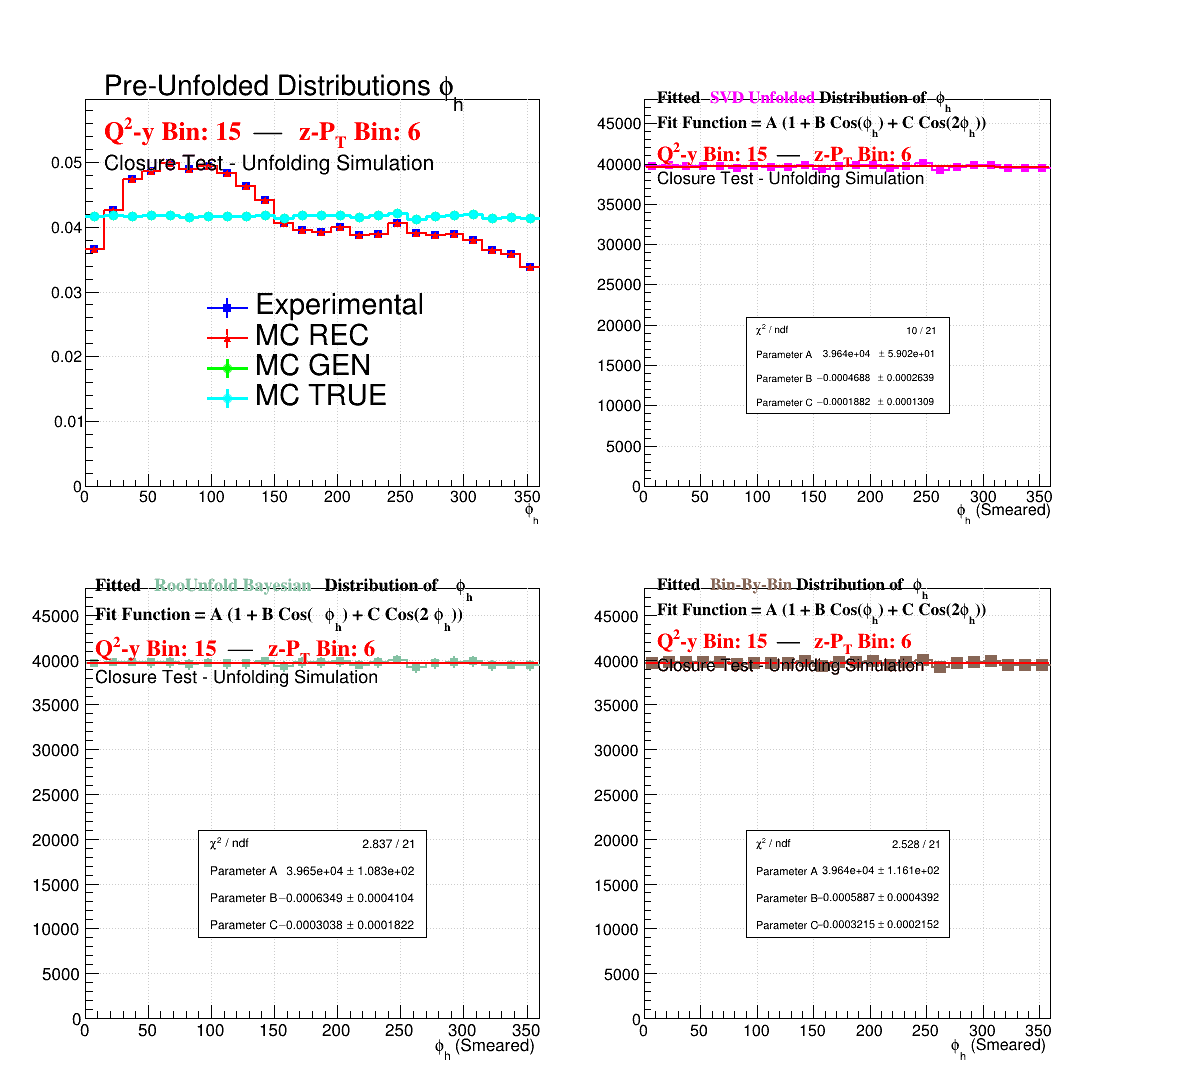 Pre-Unfolded Distributions ϕh
Q2-y Bin: 15 — z-PT Bin: 6
Closure Test - Unfolding Simulation
0.05
0.04
0.03
0.02
0.01
0
Experimental
MC REC
MC GEN
MC TRUE
0 50 100 150 200 250 300 350
ϕh
Fitted SVD Unfolded Distribution of ϕh
Fit Function = A (1 + B Cos(ϕh) + C Cos(2ϕh))
Q2-y Bin: 15 — z-PT Bin: 6
Closure Test - Unfolding Simulation
45000
40000
35000
30000
25000
20000
15000
10000
5000
0
χ2 / ndf 10 / 21
Parameter A 3.964e+04 ± 5.902e+01
Parameter B −0.0004688 ± 0.0002639
Parameter C −0.0001882 ± 0.0001309
0 50 100 150 200 250 300 350
ϕh (Smeared)
Fitted RooUnfold Bayesian Distribution of ϕh
Fit Function = A (1 + B Cos( ϕh) + C Cos(2 ϕh))
Q2-y Bin: 15 — z-PT Bin: 6
Closure Test - Unfolding Simulation
45000
40000
35000
30000
25000
20000
15000
10000
5000
0
χ2 / ndf 2.837 / 21
Parameter A 3.965e+04 ± 1.083e+02
Parameter B −0.0006349 ± 0.0004104
Parameter C −0.0003038 ± 0.0001822
0 50 100 150 200 250 300 350
ϕh (Smeared)
Fitted Bin-By-Bin Distribution of ϕh
Fit Function = A (1 + B Cos(ϕh) + C Cos(2ϕh))
Q2-y Bin: 15 — z-PT Bin: 6
Closure Test - Unfolding Simulation
45000
40000
35000
30000
25000
20000
15000
10000
5000
0
χ2 / ndf 2.528 / 21
Parameter A 3.964e+04 ± 1.161e+02
Parameter B −0.0005887 ± 0.0004392
Parameter C −0.0003215 ± 0.0002152
0 50 100 150 200 250 300 350
ϕh (Smeared)